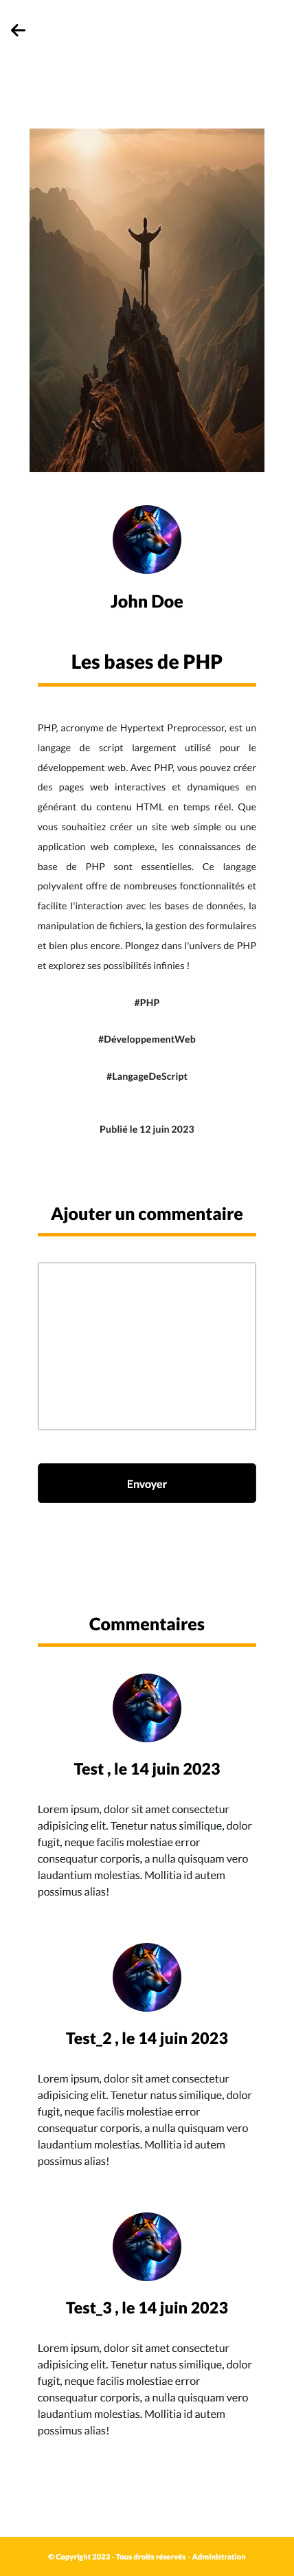 John Doe
Les bases de PHP
PHP, acronyme de Hypertext Preprocessor, est un
langage de script largement utilisé pour le
développement web. Avec PHP, vous pouvez créer
des pages web interactives et dynamiques en
générant du contenu HTML en temps réel. Que
vous souhaitiez créer un site web simple ou une
application web complexe, les connaissances de
base de PHP sont essentielles. Ce langage
polyvalent offre de nombreuses fonctionnalités et
facilite l'interaction avec les bases de données, la
manipulation de fichiers, la gestion des formulaires
et bien plus encore. Plongez dans l'univers de PHP
et explorez ses possibilités infinies !
#PHP
#DéveloppementWeb
#LangageDeScript
Publié le 12 juin 2023
Ajouter un commentaire
Envoyer
Commentaires
Test , le 14 juin 2023
Lorem ipsum, dolor sit amet consectetur
adipisicing elit. Tenetur natus similique, dolor
fugit, neque facilis molestiae error
consequatur corporis, a nulla quisquam vero
laudantium molestias. Mollitia id autem
possimus alias!
Test_2 , le 14 juin 2023
Lorem ipsum, dolor sit amet consectetur
adipisicing elit. Tenetur natus similique, dolor
fugit, neque facilis molestiae error
consequatur corporis, a nulla quisquam vero
laudantium molestias. Mollitia id autem
possimus alias!
Test_3 , le 14 juin 2023
Lorem ipsum, dolor sit amet consectetur
adipisicing elit. Tenetur natus similique, dolor
fugit, neque facilis molestiae error
consequatur corporis, a nulla quisquam vero
laudantium molestias. Mollitia id autem
possimus alias!
© Copyright 2023 - Tous droits réservés - Administration